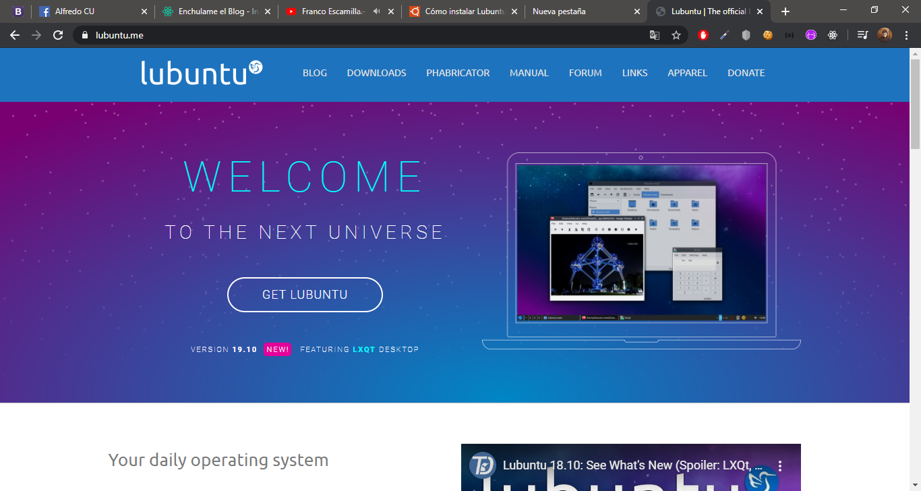 B
Alfredo CU
Enchulame el Blog - In
Franco Escamilla.-
Cómo instalar Lubuntu
Nueva pestaña
Lubuntu | The official
lubuntu.me
lubuntu
BLOG
DOWNLOADS
PHABRICATOR
MANUAL
FORUM
LINKS
APPAREL
DONATE
WELCOME
TO THE NEXT UNIVERSE
GET LUBUNTU
VERSION 19.10 NEW! FEATURING LXQT DESKTOP
Your daily operating system
Lubuntu 18.10: See What's New (Spoiler: LXQt, ...
lubuntu